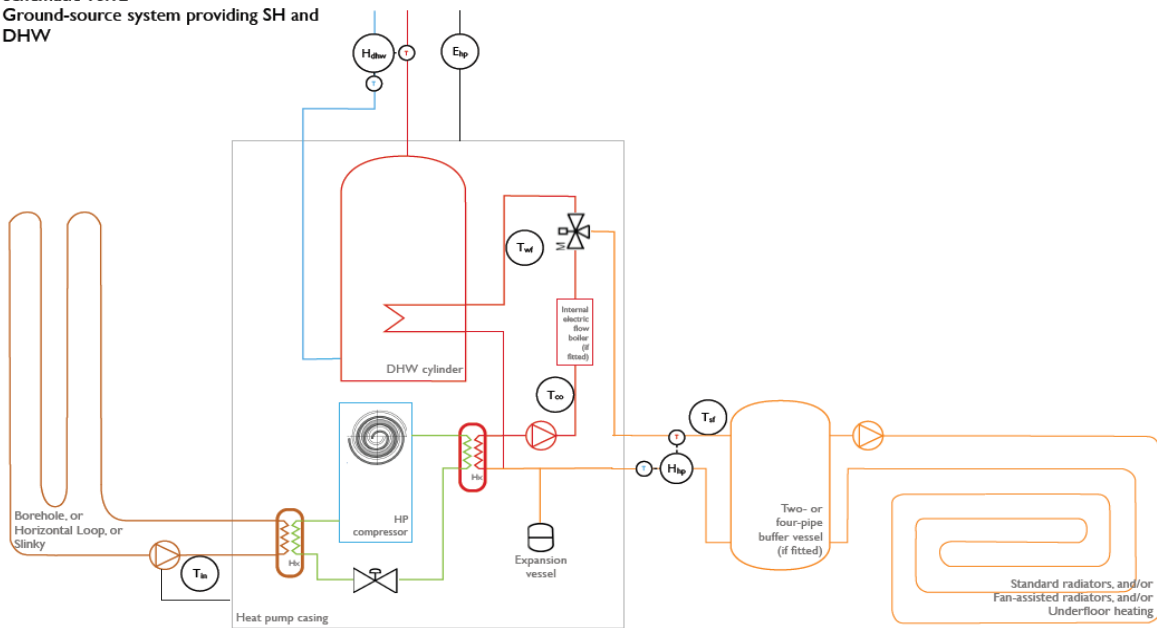 Ground-source system providing SH and
DHW
Hdhw
T
T
Ehp
Twf
M
Internal
electric
flow
boiler
(if
fitted)
DHW cylinder
Tco
Tsf
T
T
Hhp
Hx
HP
compressor
Borehole, or
Horizontal Loop, or
Slinky
Hx
Tin
Expansion
vessel
Two- or
four-pipe
buffer vessel
(if fitted)
Standard radiators, and/or
Fan-assisted radiators, and/or
Underfloor heating
Heat pump casing